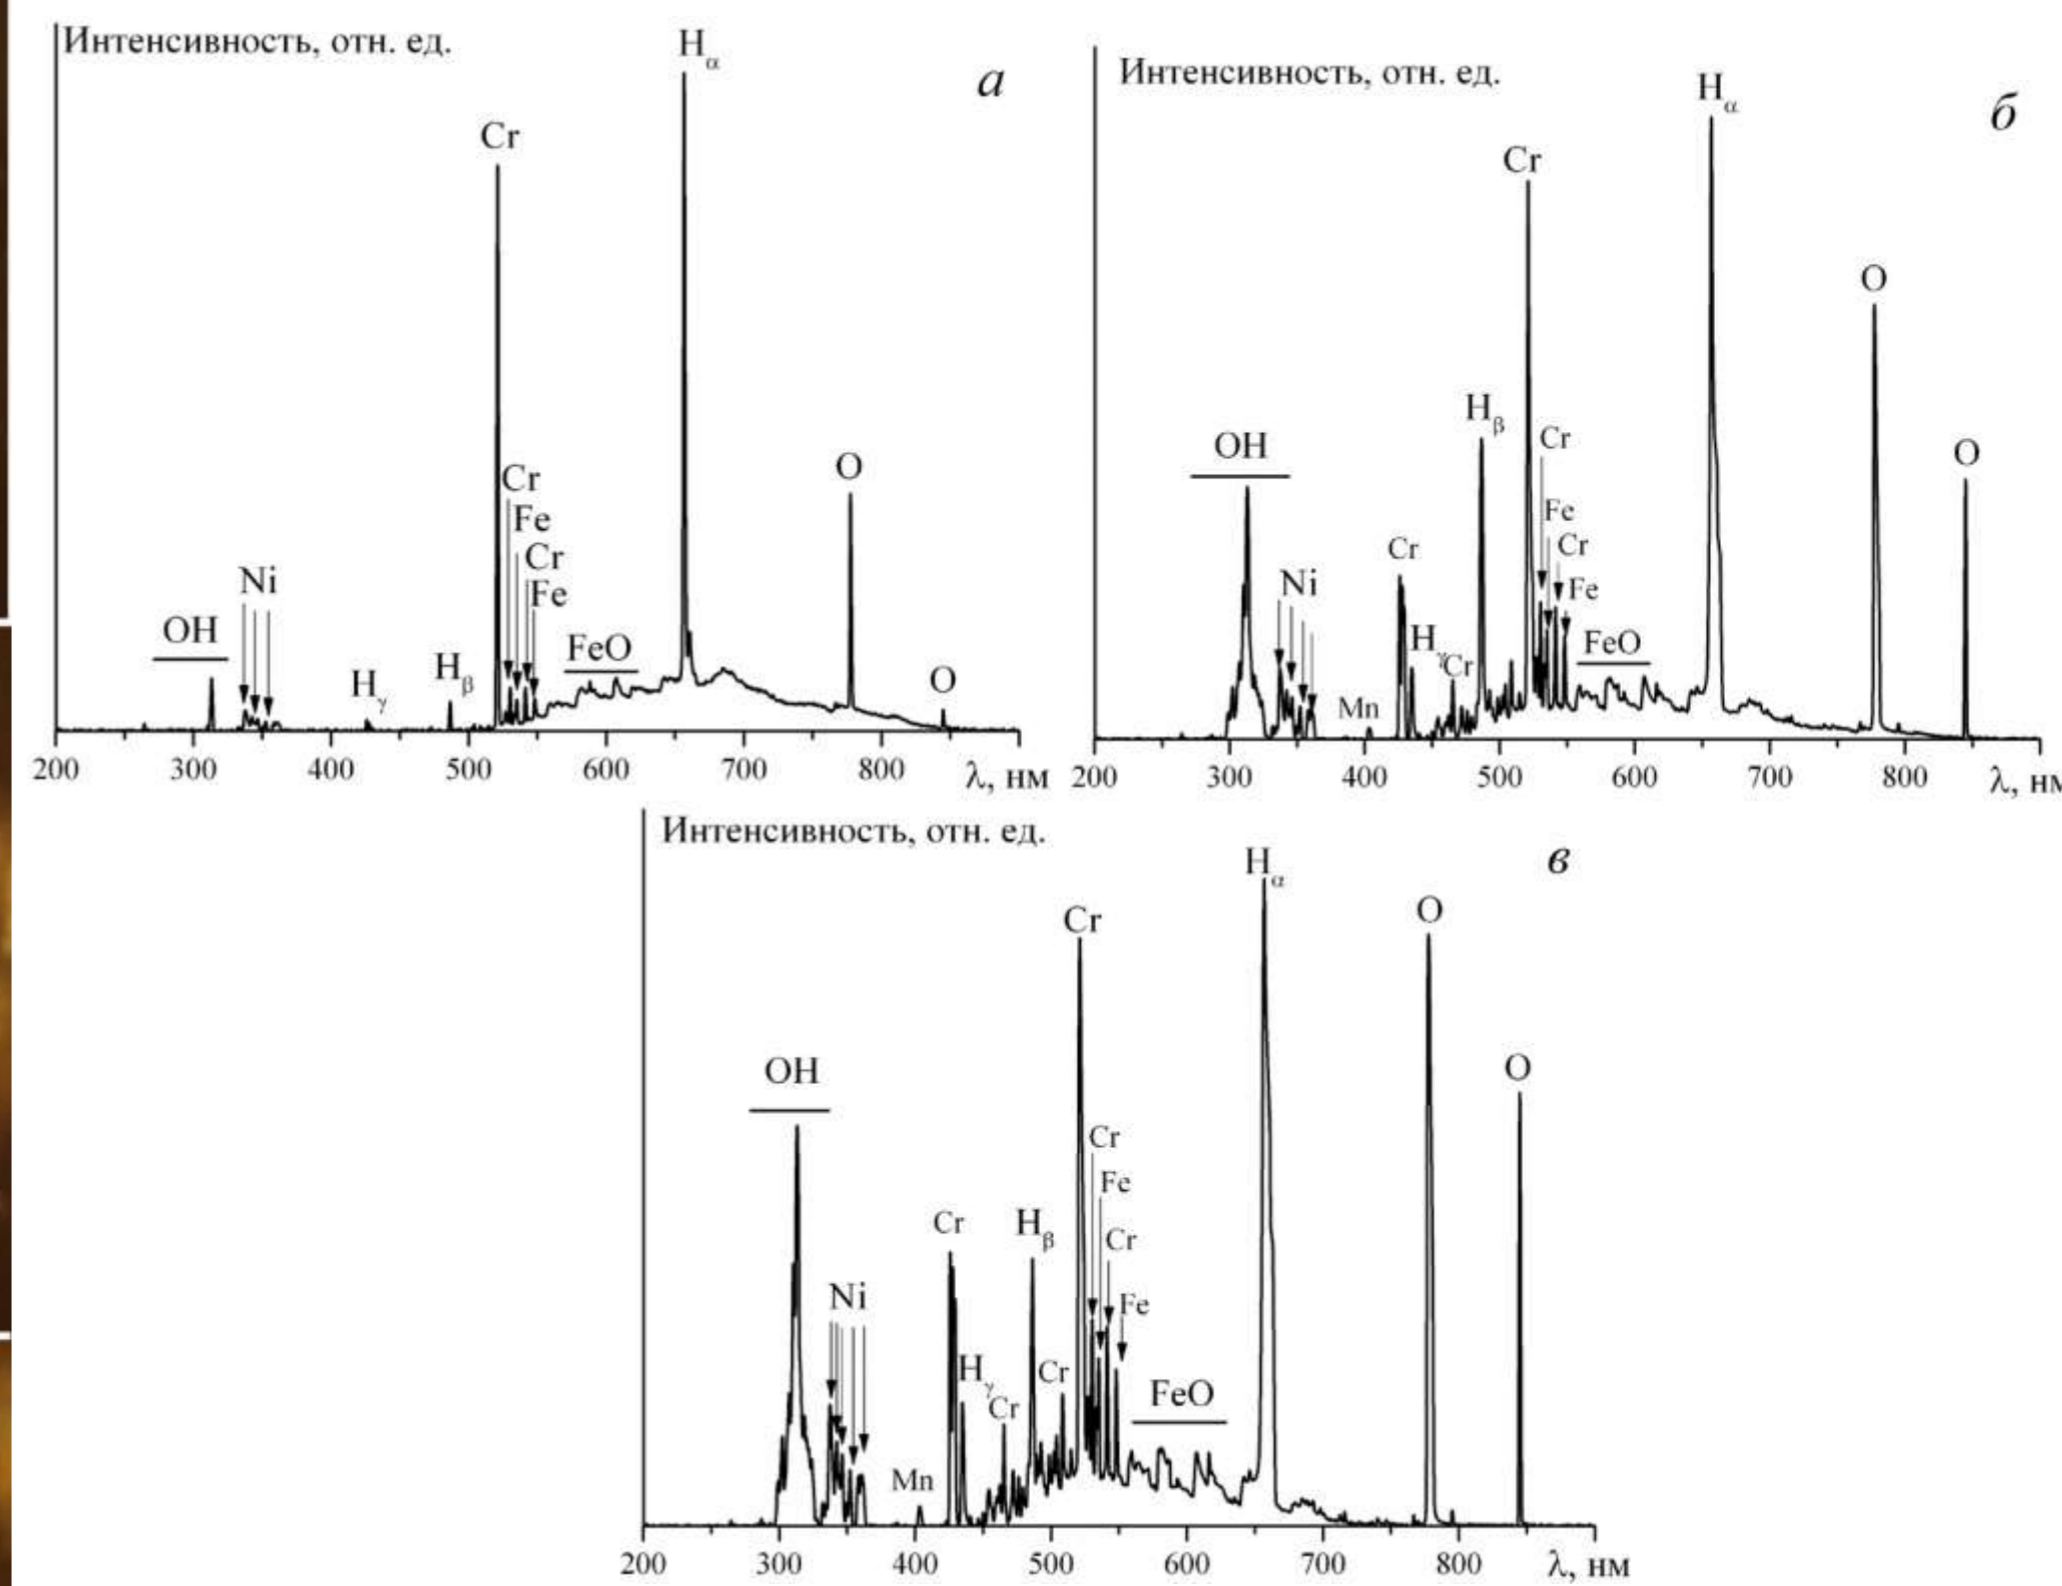 Интенсивность, отн. ед.
а
Hα
Cr
Cr
Fe
Cr
Fe
Ni
OH
Hγ
Hβ
FeO
O
O
200 300 400 500 600 700 800 λ, нм
Интенсивность, отн. ед.
б
Hα
Cr
O
Hβ
OH
Cr
O
Fe
Cr
Cr
Ni
Fe
Hγ
Cr
FeO
Mn
200 300 400 500 600 700 800 λ, нм
Интенсивность, отн. ед.
в
Hα
Cr
O
OH
O
Cr
Fe
Cr
Hβ
Cr
Ni
Fe
Hγ
Cr
Cr
FeO
Mn
200 300 400 500 600 700 800 λ, нм